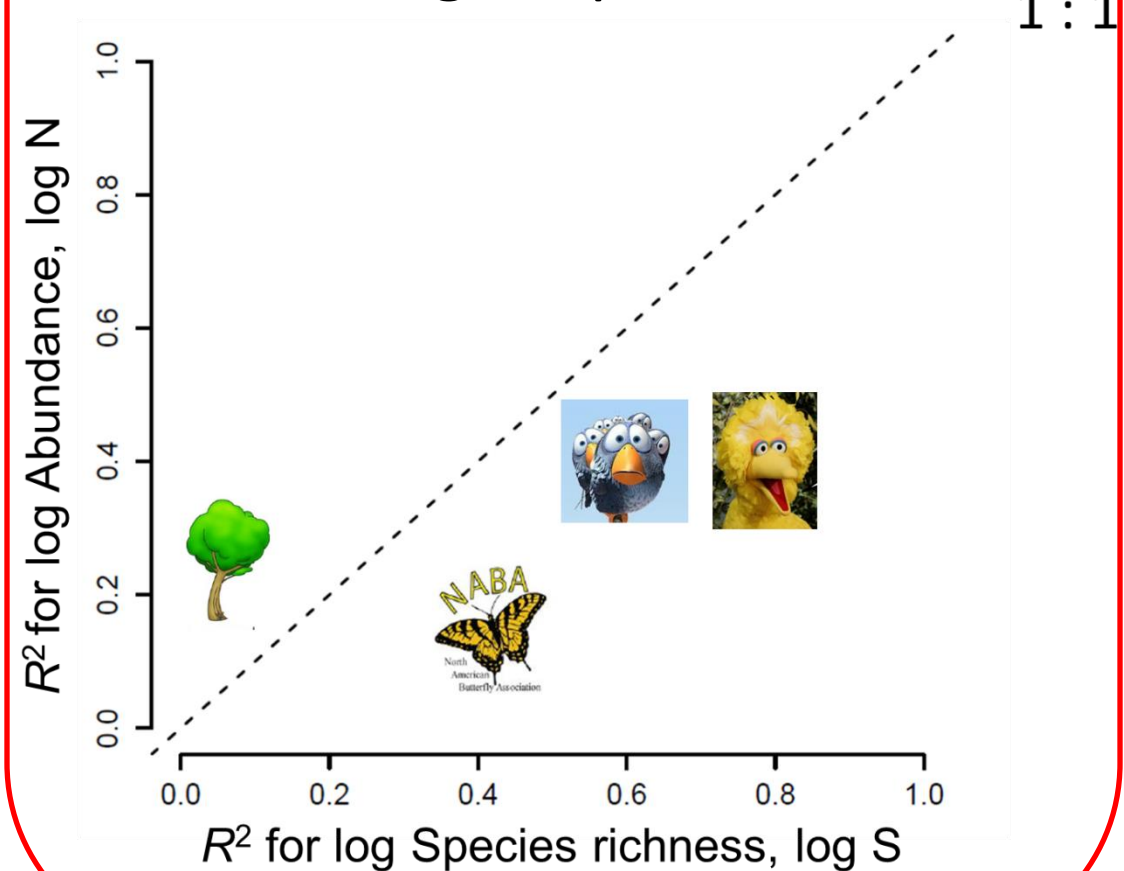 1:1
R² for log Abundance, log N
1.0
0.8
0.6
0.4
0.2
0.0
NABA
North
American
Butterfly Association
0.0 0.2 0.4 0.6 0.8 1.0
R² for log Species richness, log S